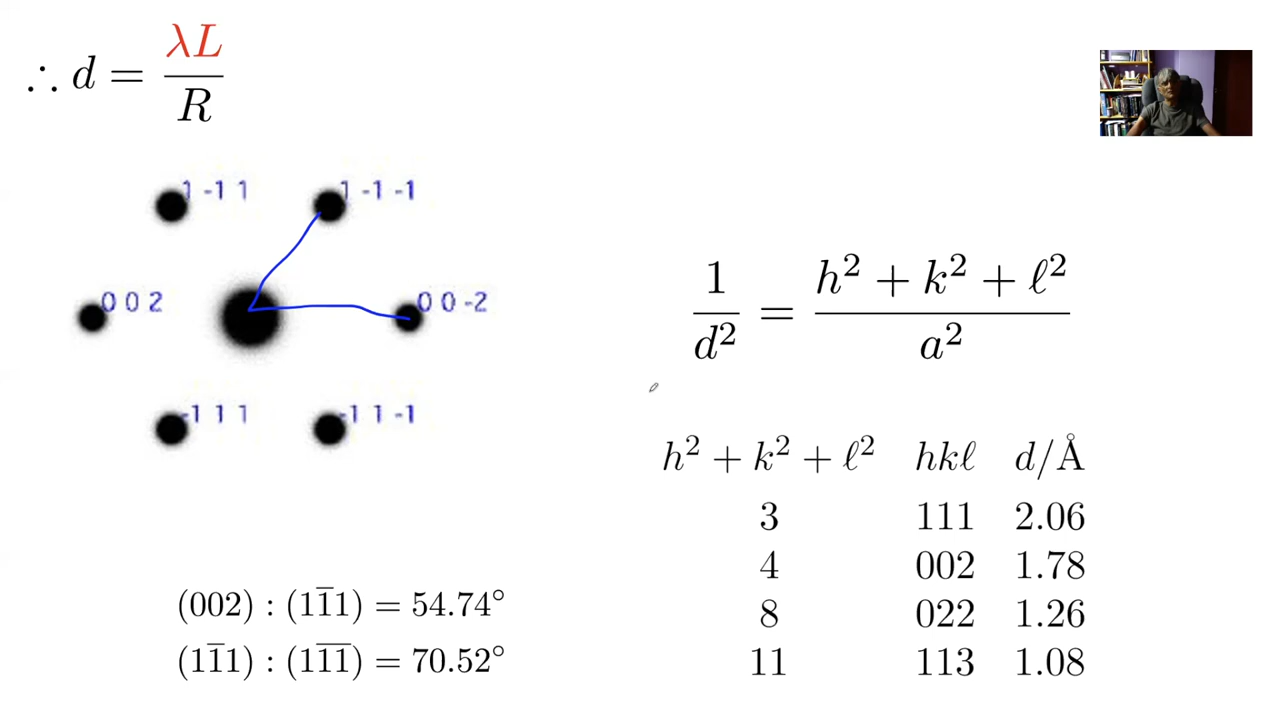 ∴ d = λL / R
1 -1 1
1 -1 -1
0 0 2
0 0 -2
-1 1 1
-1 1 -1
(002) : (11̅1) = 54.74°
(11̅1) : (11̅1̅) = 70.52°
1 / d² = h² + k² + ℓ² / a²
h² + k² + ℓ² hkℓ d/Å
3 111 2.06
4 002 1.78
8 022 1.26
11 113 1.08